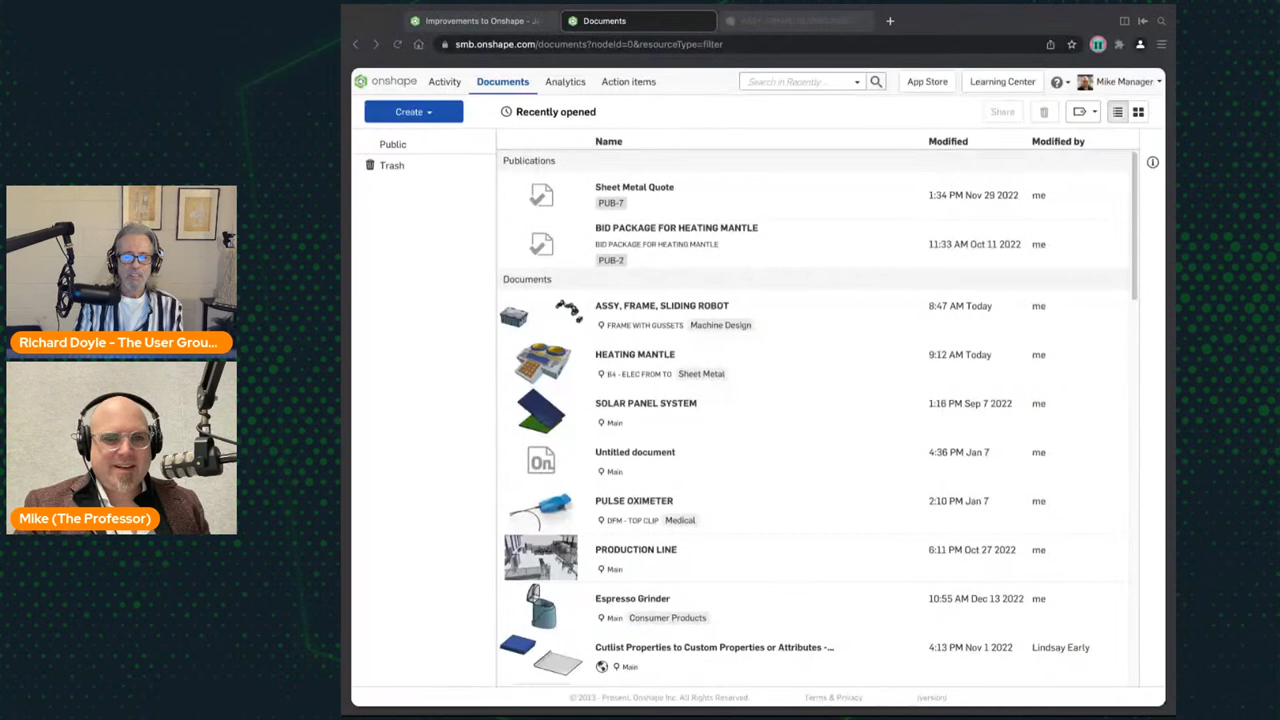 Improvements to Onshape - J
Documents
smb.onshape.com/documents?nodeId=0&resourceType=filter
onshape
Activity
Documents
Analytics
Action items
Search in Recently ...
App Store
Learning Center
Mike Manager
Create
Recently opened
Share
Public
Trash
Name
Modified
Modified by
Publications
Sheet Metal Quote
PUB-7
1:34 PM Nov 29 2022
me
BID PACKAGE FOR HEATING MANTLE
BID PACKAGE FOR HEATING MANTLE
PUB-2
11:33 AM Oct 11 2022
me
Documents
ASSY, FRAME, SLIDING ROBOT
FRAME WITH GUSSETS Machine Design
8:47 AM Today
me
HEATING MANTLE
B4 - ELEC FROM TO Sheet Metal
9:12 AM Today
me
SOLAR PANEL SYSTEM
Main
1:16 PM Sep 7 2022
me
On
Untitled document
Main
4:36 PM Jan 7
me
PULSE OXIMETER
DFM - TOP CLIP Medical
2:10 PM Jan 7
me
PRODUCTION LINE
Main
6:11 PM Oct 27 2022
me
Espresso Grinder
Main Consumer Products
10:55 AM Dec 13 2022
me
Cutlist Properties to Custom Properties or Attributes -...
Main
4:13 PM Nov 1 2022
Lindsay Early
© 2013 - Present, Onshape Inc. All Rights Reserved.
Terms & Privacy
(version)
Richard Doyle - The User Grou...
Mike (The Professor)